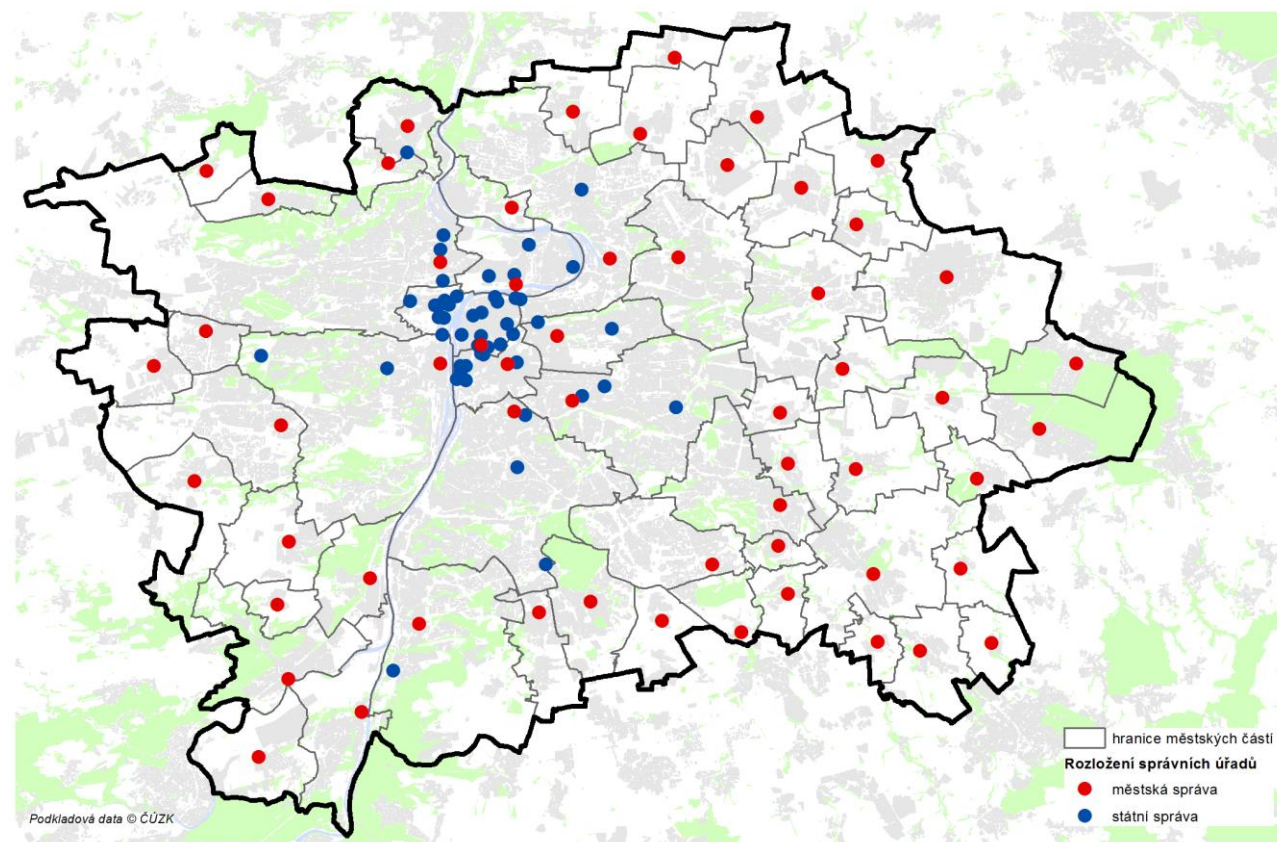 hranice městských částí
Rozložení správních úřadů
městská správa
státní správa
Podkladová data © ČÚZK